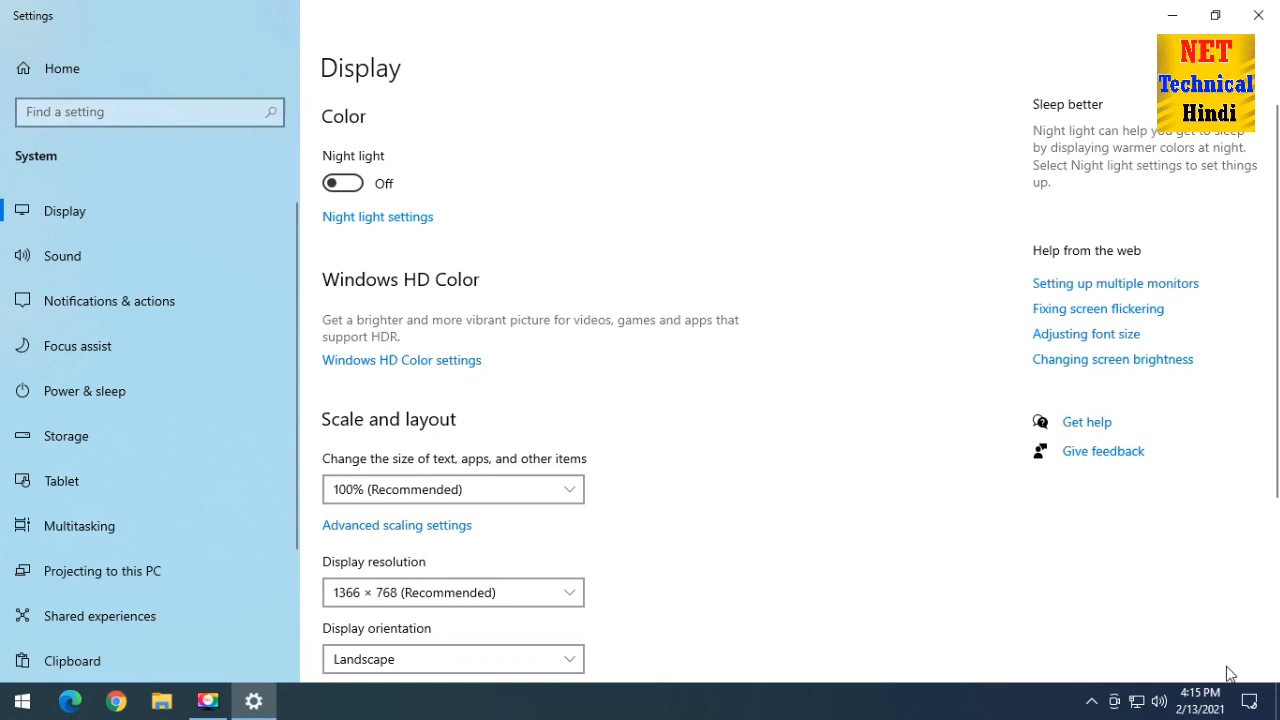 Settings
Home
Find a setting
System
Display
Sound
Notifications & actions
Focus assist
Power & sleep
Storage
Tablet
Multitasking
Projecting to this PC
Shared experiences
Clipboard
Display
Color
Night light
Off
Night light settings
Windows HD Color
Get a brighter and more vibrant picture for videos, games and apps that
support HDR.
Windows HD Color settings
Scale and layout
Change the size of text, apps, and other items
100% (Recommended)
Advanced scaling settings
Display resolution
1366 × 768 (Recommended)
Display orientation
Landscape
NET
Technical
Hindi
Sleep better
Night light can help you get to sleep
by displaying warmer colors at night.
Select Night light settings to set things
up.
Help from the web
Setting up multiple monitors
Fixing screen flickering
Adjusting font size
Changing screen brightness
Get help
Give feedback
4:15 PM
2/13/2021